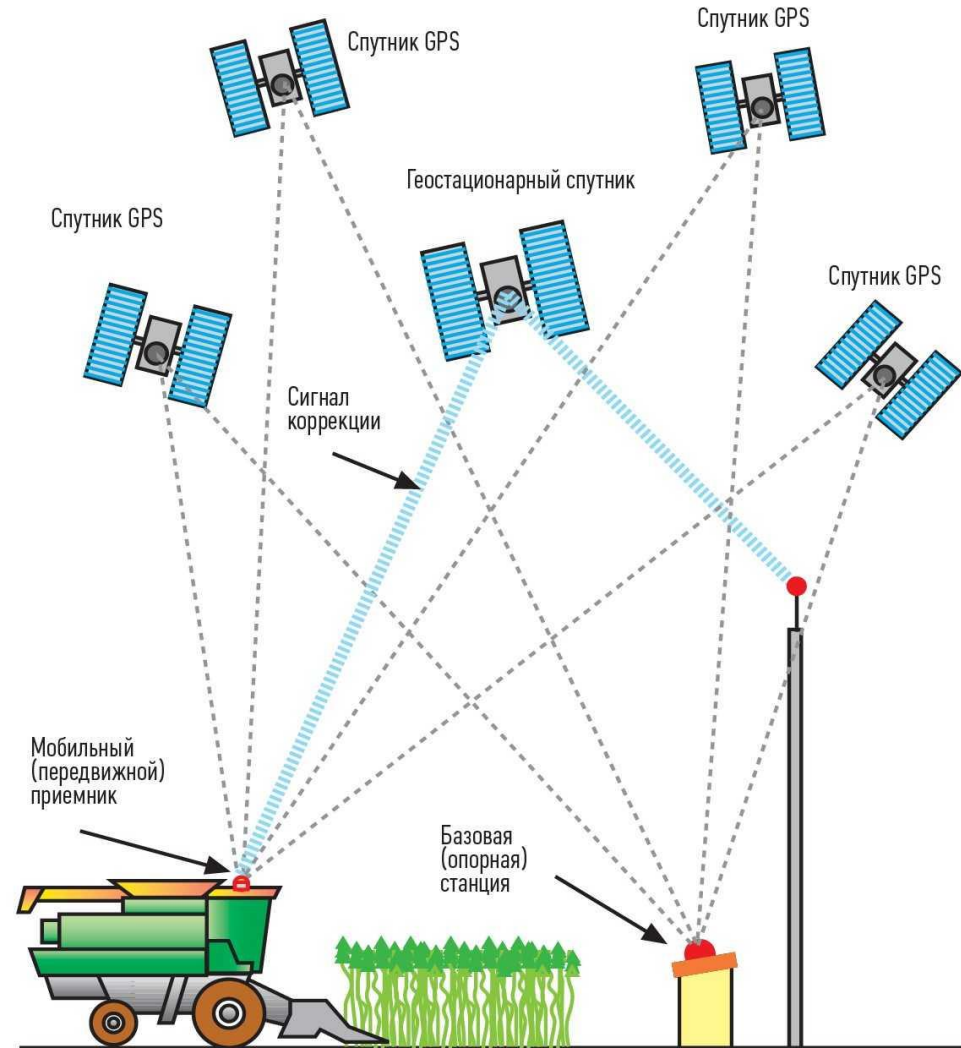 Спутник GPS
Спутник GPS
Геостационарный спутник
Спутник GPS
Спутник GPS
Сигнал
коррекции
Мобильный
(передвижной)
приемник
Базовая
(опорная)
станция